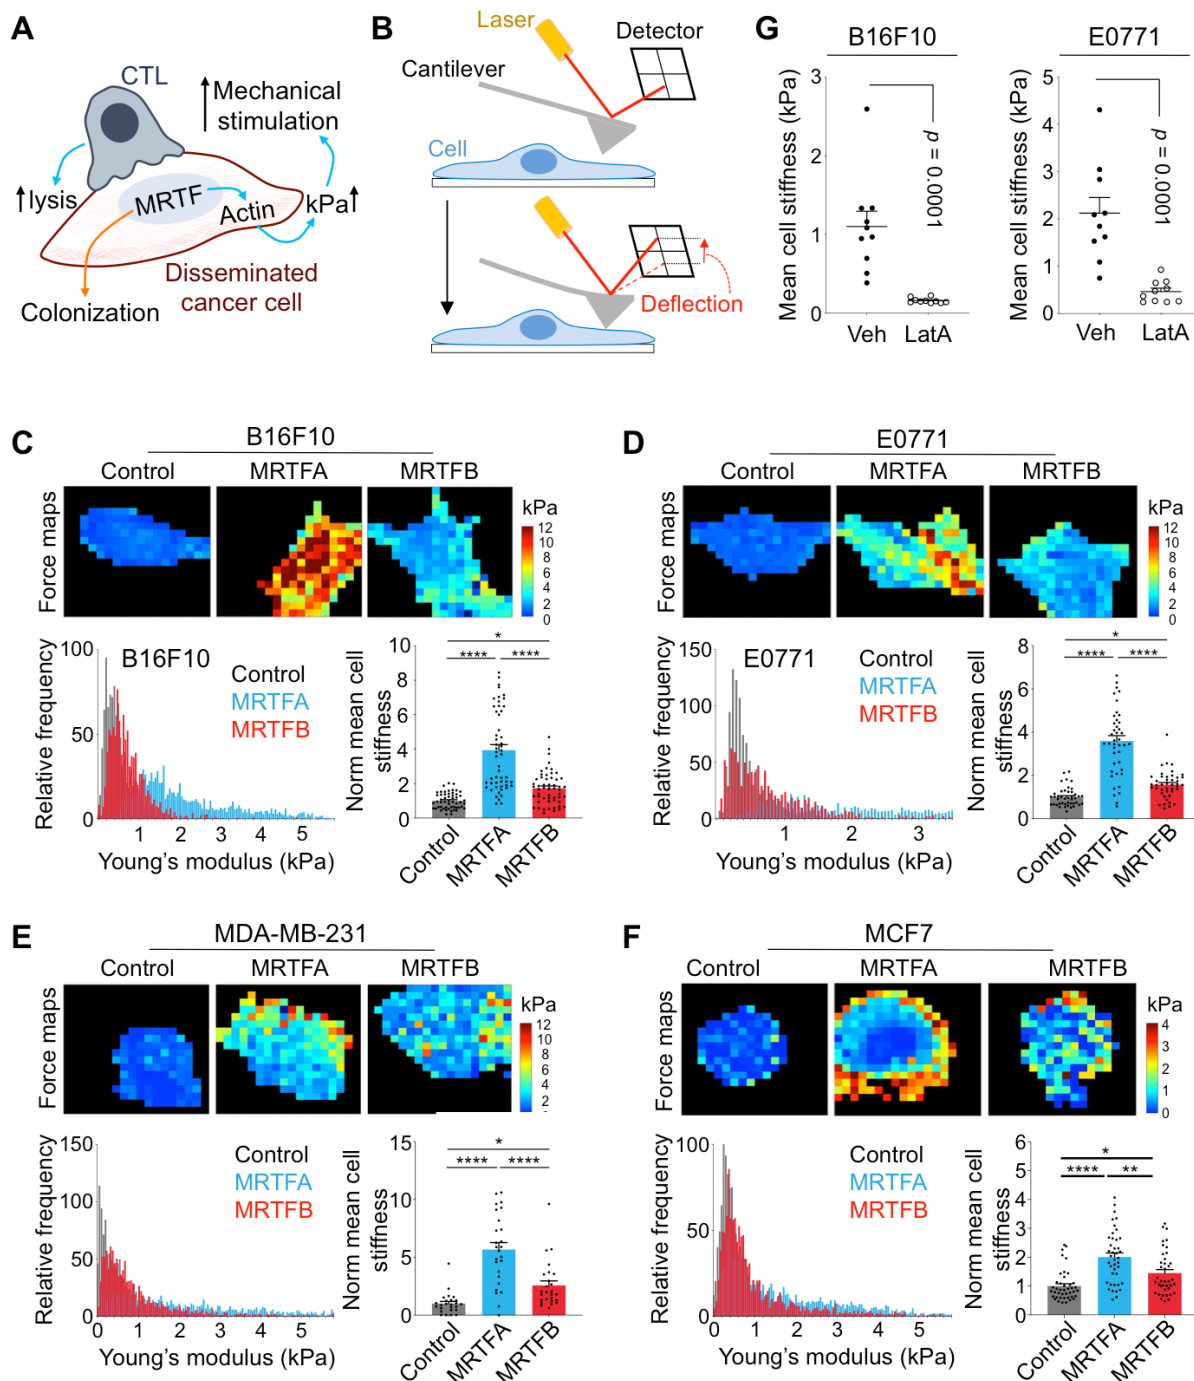 A
CTL
Mechanical
stimulation
lysis
MRTF
Actin
kPa
Disseminated
cancer cell
Colonization
B
Laser
Detector
Cantilever
Cell
Deflection
G
B16F10
Mean cell stiffness (kPa)
3
2
1
0
p = 0.0001
Veh LatA
E0771
Mean cell stiffness (kPa)
5
4
3
2
1
0
p = 0.0001
Veh LatA
C
B16F10
Control MRTFA MRTFB
Force maps
kPa
12
10
8
6
4
2
0
Relative frequency
100
50
0
B16F10
Control
MRTFA
MRTFB
1 2 3 4 5
Young's modulus (kPa)
Norm mean cell
stiffness
10
8
6
4
2
0
*
**** ****
Control MRTFA MRTFB
D
E0771
Control MRTFA MRTFB
Force maps
kPa
12
10
8
6
4
2
0
Relative frequency
150
100
50
0
E0771
Control
MRTFA
MRTFB
1 2 3
Young's modulus (kPa)
Norm mean cell
stiffness
8
6
4
2
0
*
**** ****
Control MRTFA MRTFB
E
MDA-MB-231
Control MRTFA MRTFB
Force maps
kPa
12
10
8
6
4
2
Relative frequency
150
100
50
0
Control
MRTFA
MRTFB
0 1 2 3 4 5
Young's modulus (kPa)
Norm mean cell
stiffness
15
10
5
0
*
**** ****
Control MRTFA MRTFB
F
MCF7
Control MRTFA MRTFB
Force maps
kPa
4
3
2
1
0
Relative frequency
100
50
0
Control
MRTFA
MRTFB
0 1 2 3 4 5
Young's modulus (kPa)
Norm mean cell
stiffness
6
5
4
3
2
1
0
*
**** **
Control MRTFA MRTFB